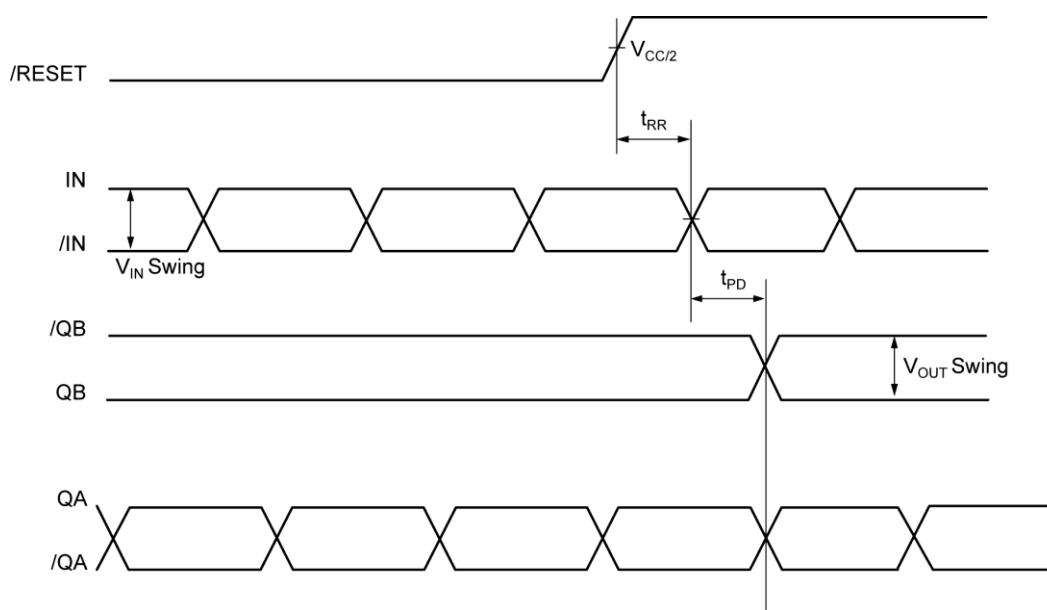 /RESET
VCC/2
tRR
IN
/IN
VIN Swing
tPD
/QB
QB
VOUT Swing
QA
/QA